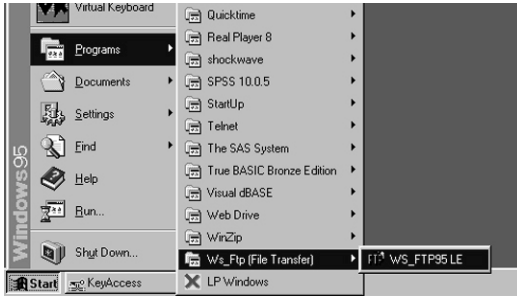 Virtual Keyboard
Programs
Documents
Settings
Find
Help
Run...
Shut Down...
Windows95
Start
KeyAccess
Quicktime
Real Player 8
shockwave
SPSS 10.0.5
StartUp
Telnet
The SAS System
True BASIC Bronze Edition
Visual dBASE
Web Drive
WinZip
Ws_Ftp (File Transfer)
LP Windows
WS_FTP95 LE